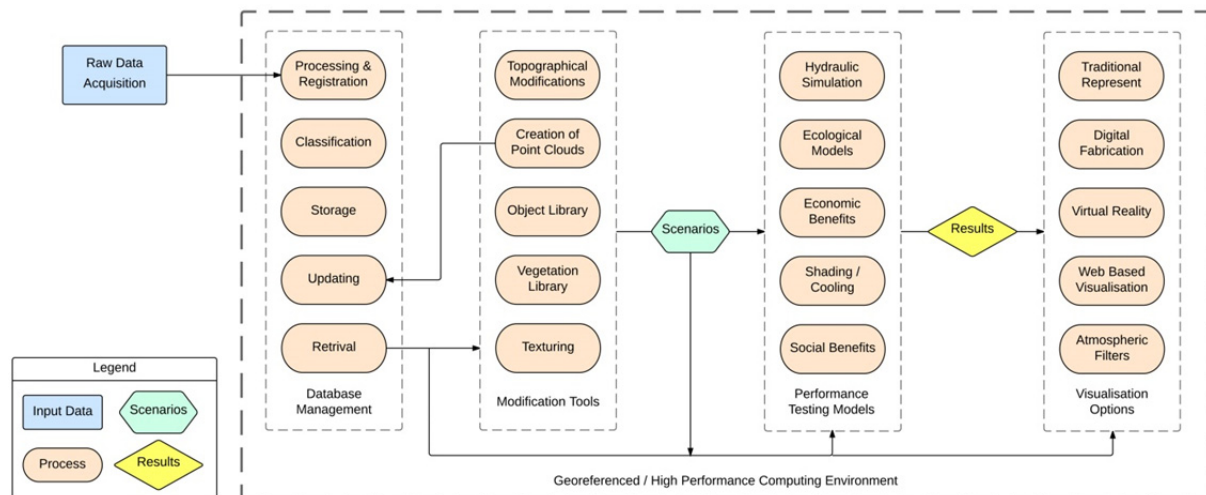 Raw Data
Acquisition
Processing &
Registration
Classification
Storage
Updating
Retrival
Database
Management
Topographical
Modifications
Creation of
Point Clouds
Object Library
Vegetation
Library
Texturing
Modification Tools
Scenarios
Hydraulic
Simulation
Ecological
Models
Economic
Benefits
Shading /
Cooling
Social Benefits
Performance
Testing Models
Results
Traditional
Represent
Digital
Fabrication
Virtual Reality
Web Based
Visualisation
Atmospheric
Filters
Visualisation
Options
Georeferenced / High Performance Computing Environment
Legend
Input Data
Scenarios
Process
Results